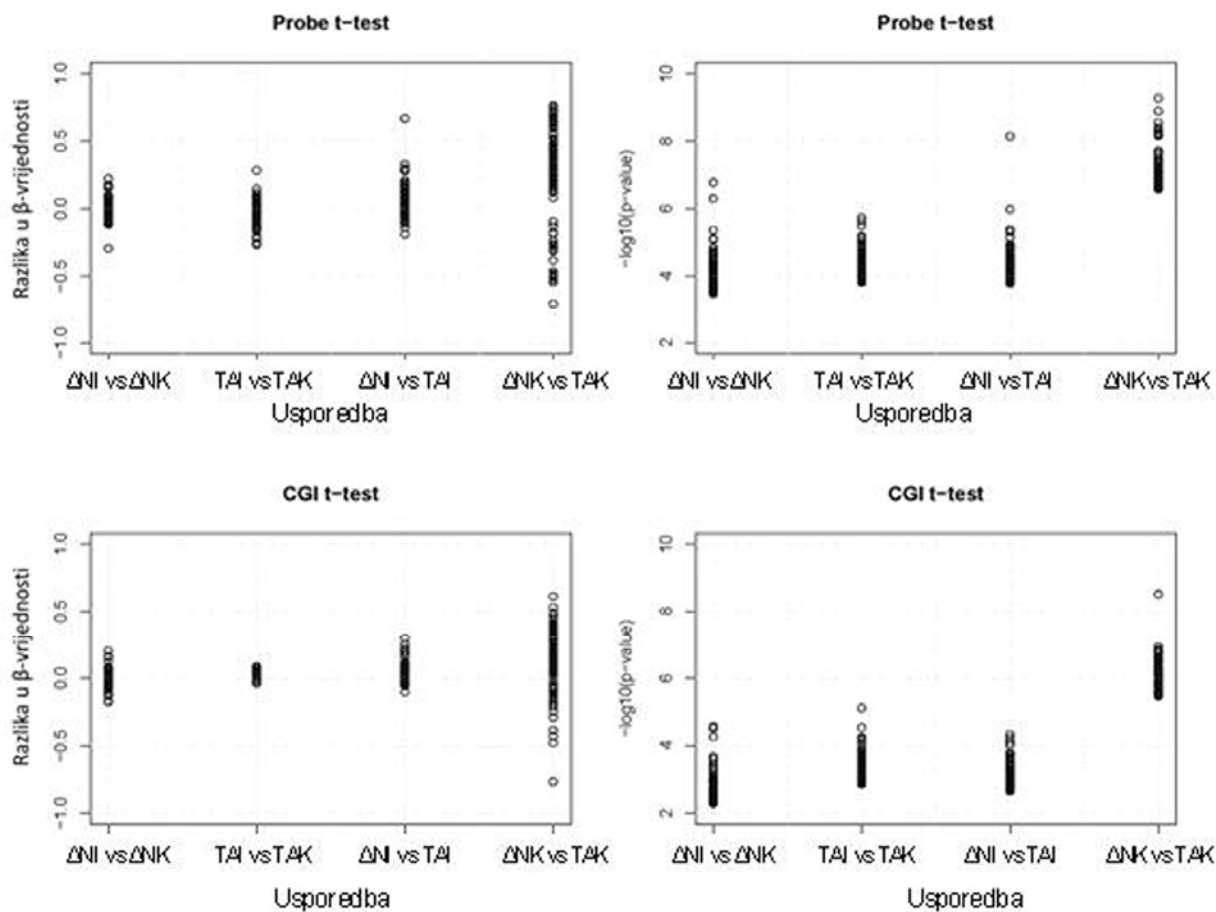 Probe t−test
Razlika u β-vrijednosti
1.0
0.5
0.0
−0.5
−1.0
ΔNI vs ΔNK TAI vs TAK ΔNI vs TAI ΔNK vs TAK
Usporedba
Probe t−test
−log10(p−value)
10
8
6
4
2
ΔNI vs ΔNK TAI vs TAK ΔNI vs TAI ΔNK vs TAK
Usporedba
CGI t−test
Razlika u β-vrijednosti
1.0
0.5
0.0
−0.5
−1.0
ΔNI vs ΔNK TAI vs TAK ΔNI vs TAI ΔNK vs TAK
Usporedba
CGI t−test
−log10(p−value)
10
8
6
4
2
ΔNI vs ΔNK TAI vs TAK ΔNI vs TAI ΔNK vs TAK
Usporedba